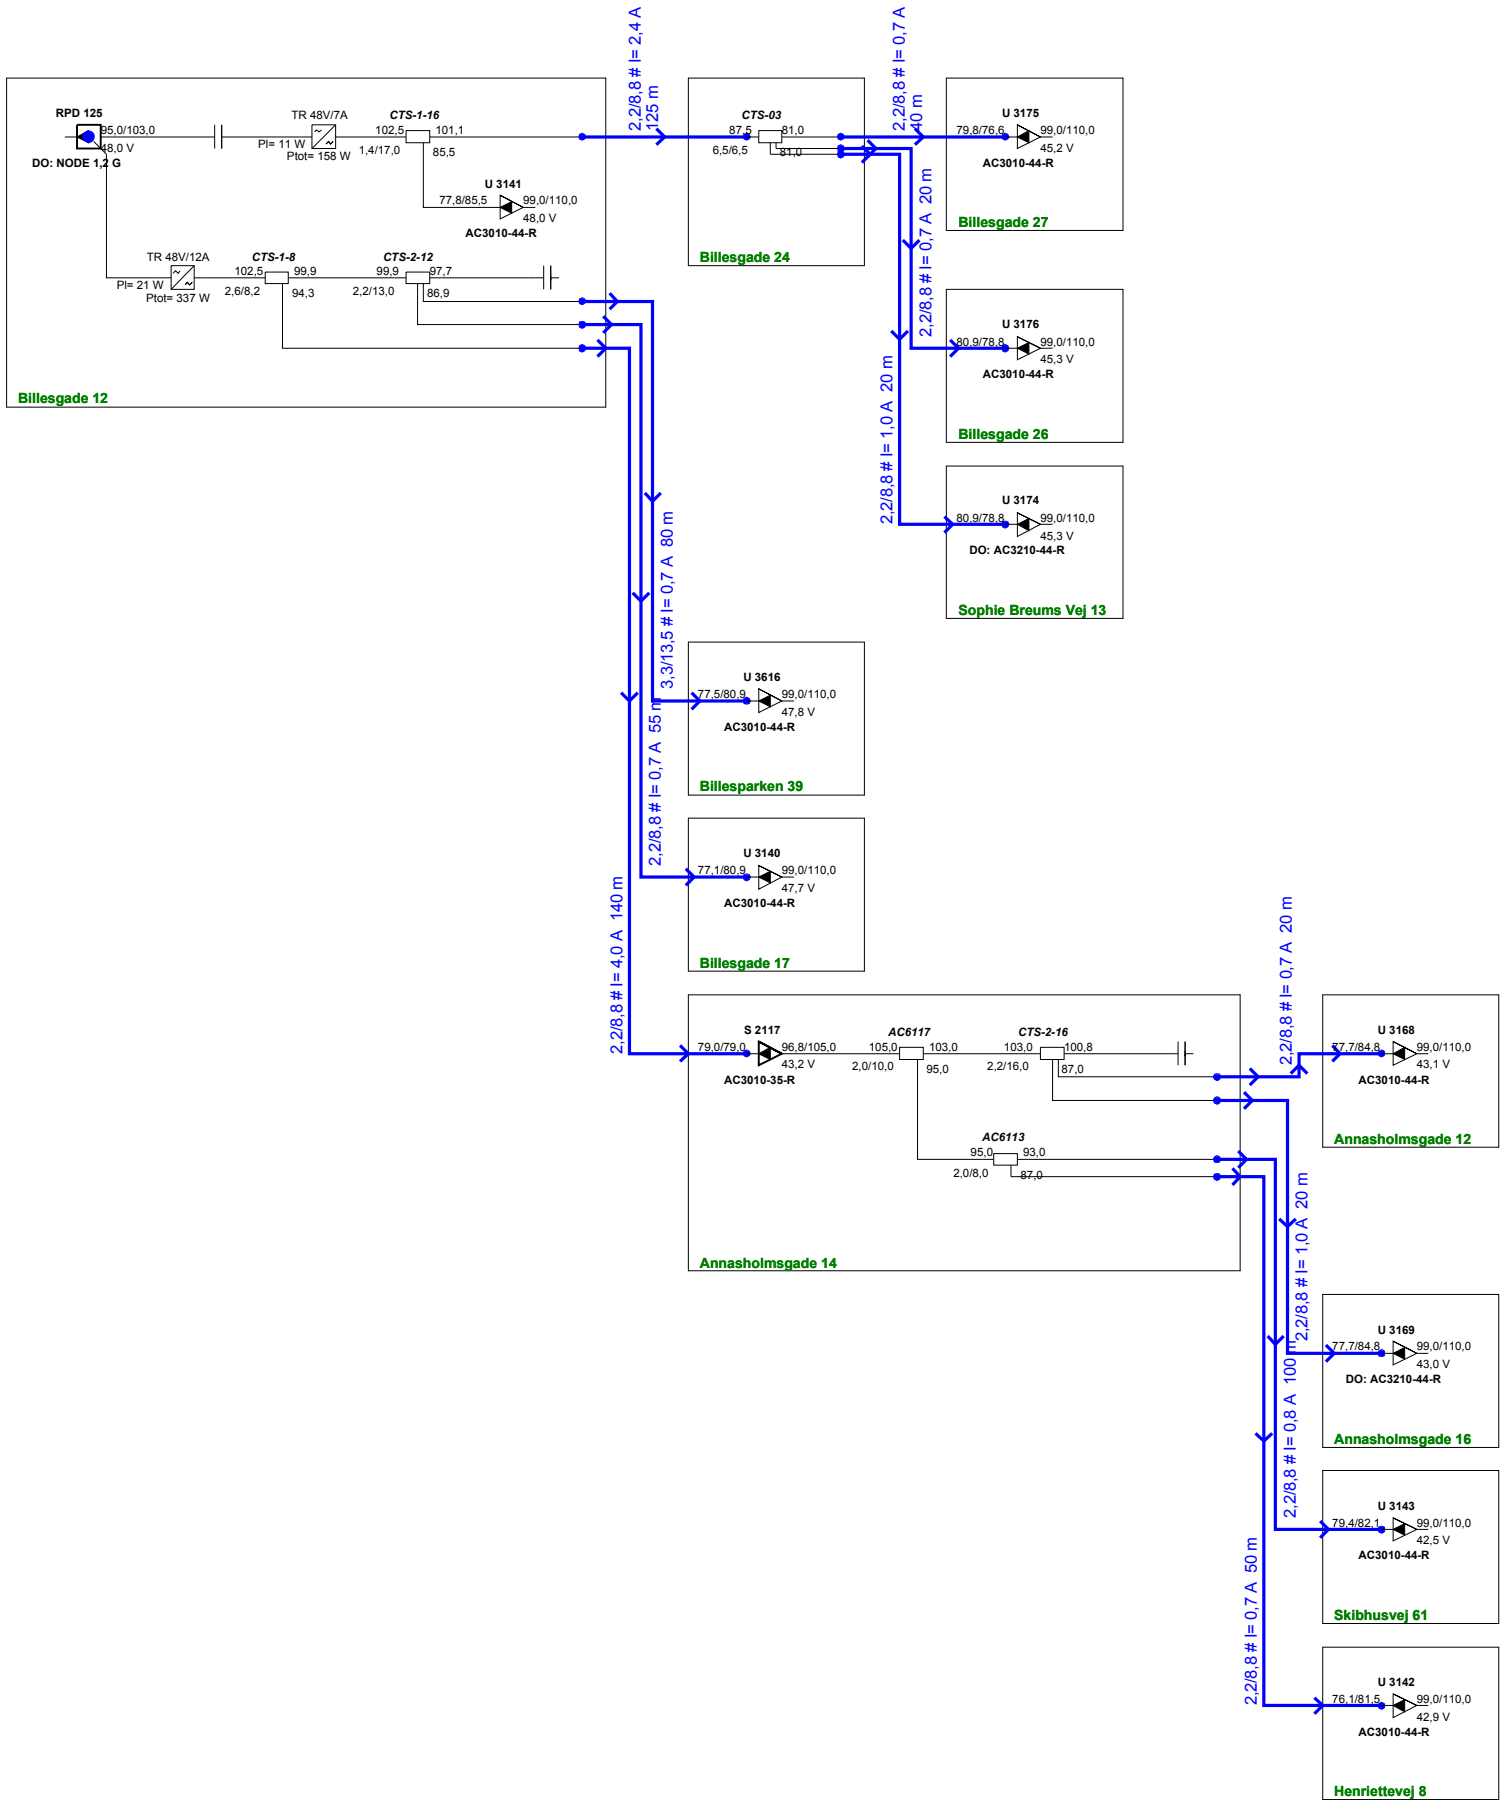 RPD 125
95,0/103,0
48,0 V
DO: NODE 1,2 G
TR 48V/7A
Pl= 11 W
Ptot= 158 W
CTS-1-16
102,5
101,1
1,4/17,0
85,5
U 3141
77,8/85,5
99,0/110,0
48,0 V
AC3010-44-R
TR 48V/12A
Pl= 21 W
Ptot= 337 W
CTS-1-8
102,5
99,9
2,6/8,2
94,3
CTS-2-12
99,9
97,7
2,2/13,0
86,9
Billesgade 12
2,2/8,8 # I= 2,4 A
125 m
CTS-03
87,5
81,0
6,5/6,5
81,0
Billesgade 24
2,2/8,8 # I= 0,7 A
40 m
U 3175
79,8/76,6
99,0/110,0
45,2 V
AC3010-44-R
Billesgade 27
2,2/8,8 # I= 0,7 A 20 m
U 3176
80,9/78,8
99,0/110,0
45,3 V
AC3010-44-R
Billesgade 26
2,2/8,8 # I= 1,0 A 20 m
U 3174
80,9/78,8
99,0/110,0
45,3 V
DO: AC3210-44-R
Sophie Breums Vej 13
3,3/13,5 # I= 0,7 A 80 m
U 3616
77,5/80,9
99,0/110,0
47,8 V
AC3010-44-R
Billesparken 39
2,2/8,8 # I= 0,7 A 55 m
U 3140
77,1/80,9
99,0/110,0
47,7 V
AC3010-44-R
Billesgade 17
2,2/8,8 # I= 4,0 A 140 m
S 2117
79,0/79,0
96,8/105,0
43,2 V
AC3010-35-R
AC6117
105,0
103,0
2,0/10,0
95,0
CTS-2-16
103,0
100,8
2,2/16,0
87,0
AC6113
95,0
93,0
2,0/8,0
87,0
Annasholmsgade 14
2,2/8,8 # I= 0,7 A 20 m
U 3168
77,7/84,8
99,0/110,0
43,1 V
AC3010-44-R
Annasholmsgade 12
2,2/8,8 # I= 1,0 A 20 m
U 3169
77,7/84,8
99,0/110,0
43,0 V
DO: AC3210-44-R
Annasholmsgade 16
2,2/8,8 # I= 0,8 A 100 m
U 3143
79,4/82,1
99,0/110,0
42,5 V
AC3010-44-R
Skibhusvej 61
2,2/8,8 # I= 0,7 A 50 m
U 3142
76,1/81,5
99,0/110,0
42,9 V
AC3010-44-R
Henriettevej 8